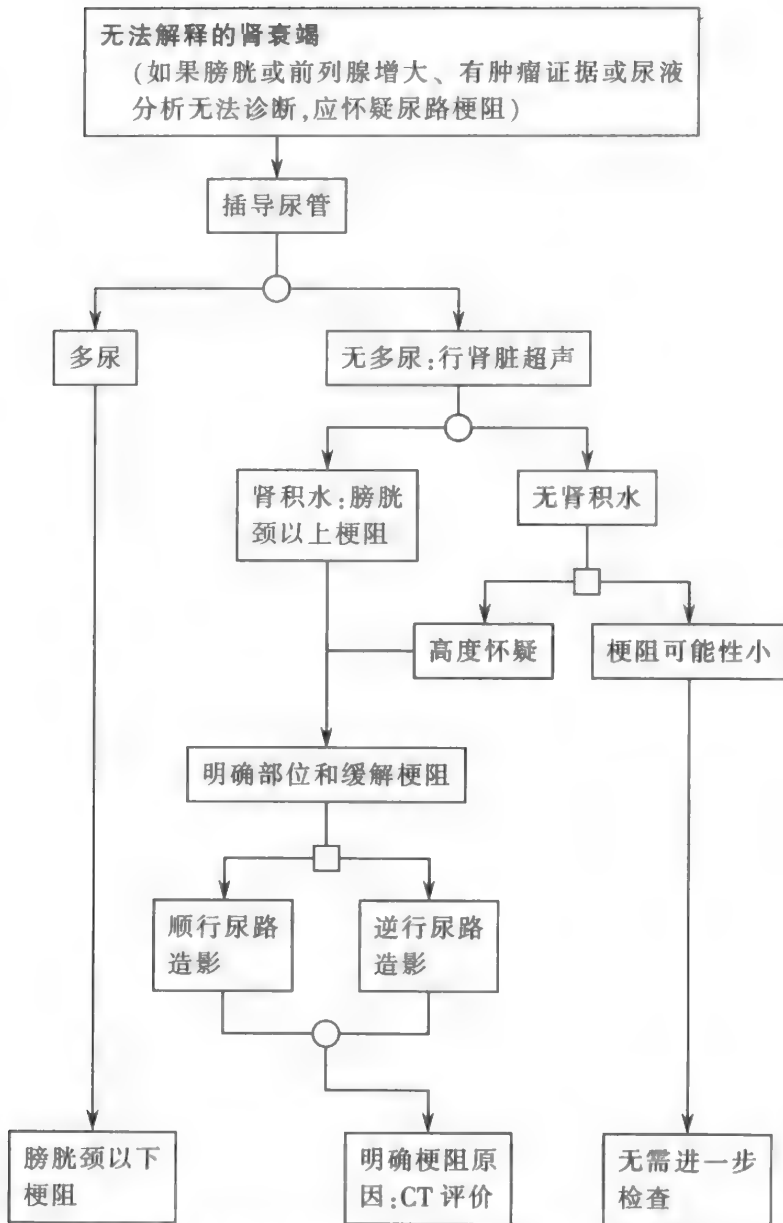 无法解释的肾衰竭
(如果膀胱或前列腺增大、有肿瘤证据或尿液
分析无法诊断,应怀疑尿路梗阻)
插导尿管
多尿
无多尿:行肾脏超声
肾积水:膀胱
颈以上梗阻
无肾积水
高度怀疑
梗阻可能性小
明确部位和缓解梗阻
顺行尿路
造影
逆行尿路
造影
膀胱颈以下
梗阻
明确梗阻原
因:CT 评价
无需进一步
检查